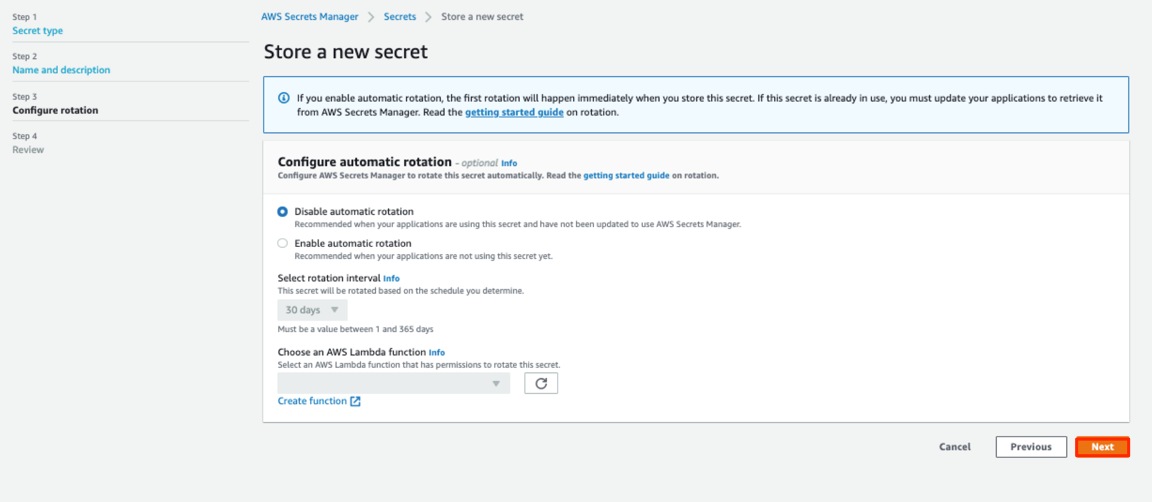 Step 1
Secret type
Step 2
Name and description
Step 3
Configure rotation
Step 4
Review
AWS Secrets Manager > Secrets > Store a new secret
Store a new secret
If you enable automatic rotation, the first rotation will happen immediately when you store this secret. If this secret is already in use, you must update your applications to retrieve it
from AWS Secrets Manager. Read the getting started guide on rotation.
Configure automatic rotation - optional Info
Configure AWS Secrets Manager to rotate this secret automatically. Read the getting started guide on rotation.
Disable automatic rotation
Recommended when your applications are using this secret and have not been updated to use AWS Secrets Manager.
Enable automatic rotation
Recommended when your applications are not using this secret yet.
Select rotation interval Info
This secret will be rotated based on the schedule you determine.
30 days
Must be a value between 1 and 365 days
Choose an AWS Lambda function Info
Select an AWS Lambda function that has permissions to rotate this secret.
Create function
Cancel Previous Next